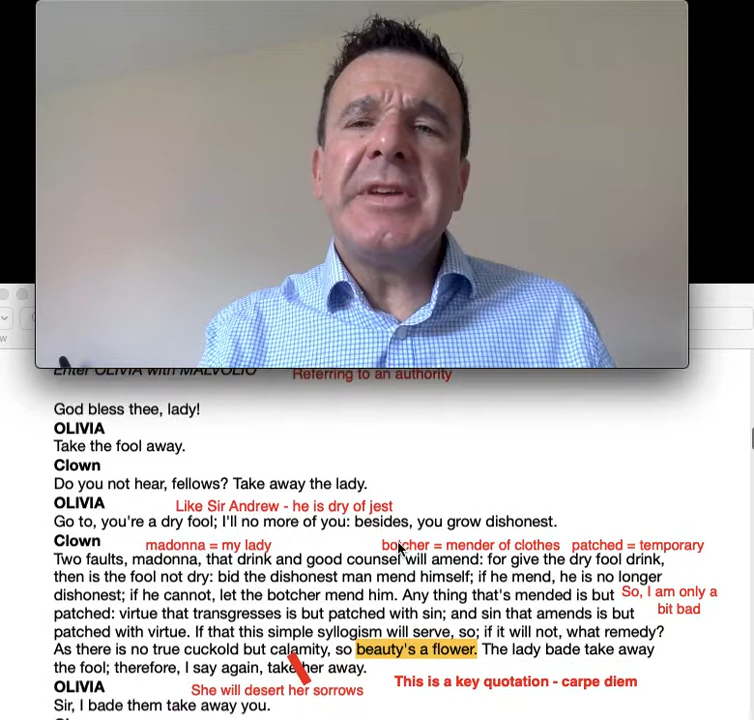 w
Enter OLIVIA with MALVOLIO
Referring to an authority
God bless thee, lady!
OLIVIA
Take the fool away.
Clown
Do you not hear, fellows? Take away the lady.
OLIVIA
Like Sir Andrew - he is dry of jest
Go to, you're a dry fool; I'll no more of you: besides, you grow dishonest.
Clown
madonna = my lady
botcher = mender of clothes
patched = temporary
Two faults, madonna, that drink and good counsel will amend: for give the dry fool drink,
then is the fool not dry: bid the dishonest man mend himself; if he mend, he is no longer
dishonest; if he cannot, let the botcher mend him. Any thing that's mended is but
So, I am only a
bit bad
patched: virtue that transgresses is but patched with sin; and sin that amends is but
patched with virtue. If that this simple syllogism will serve, so; if it will not, what remedy?
As there is no true cuckold but calamity, so beauty's a flower. The lady bade take away
the fool; therefore, I say again, take her away.
This is a key quotation - carpe diem
OLIVIA
She will desert her sorrows
Sir, I bade them take away you.